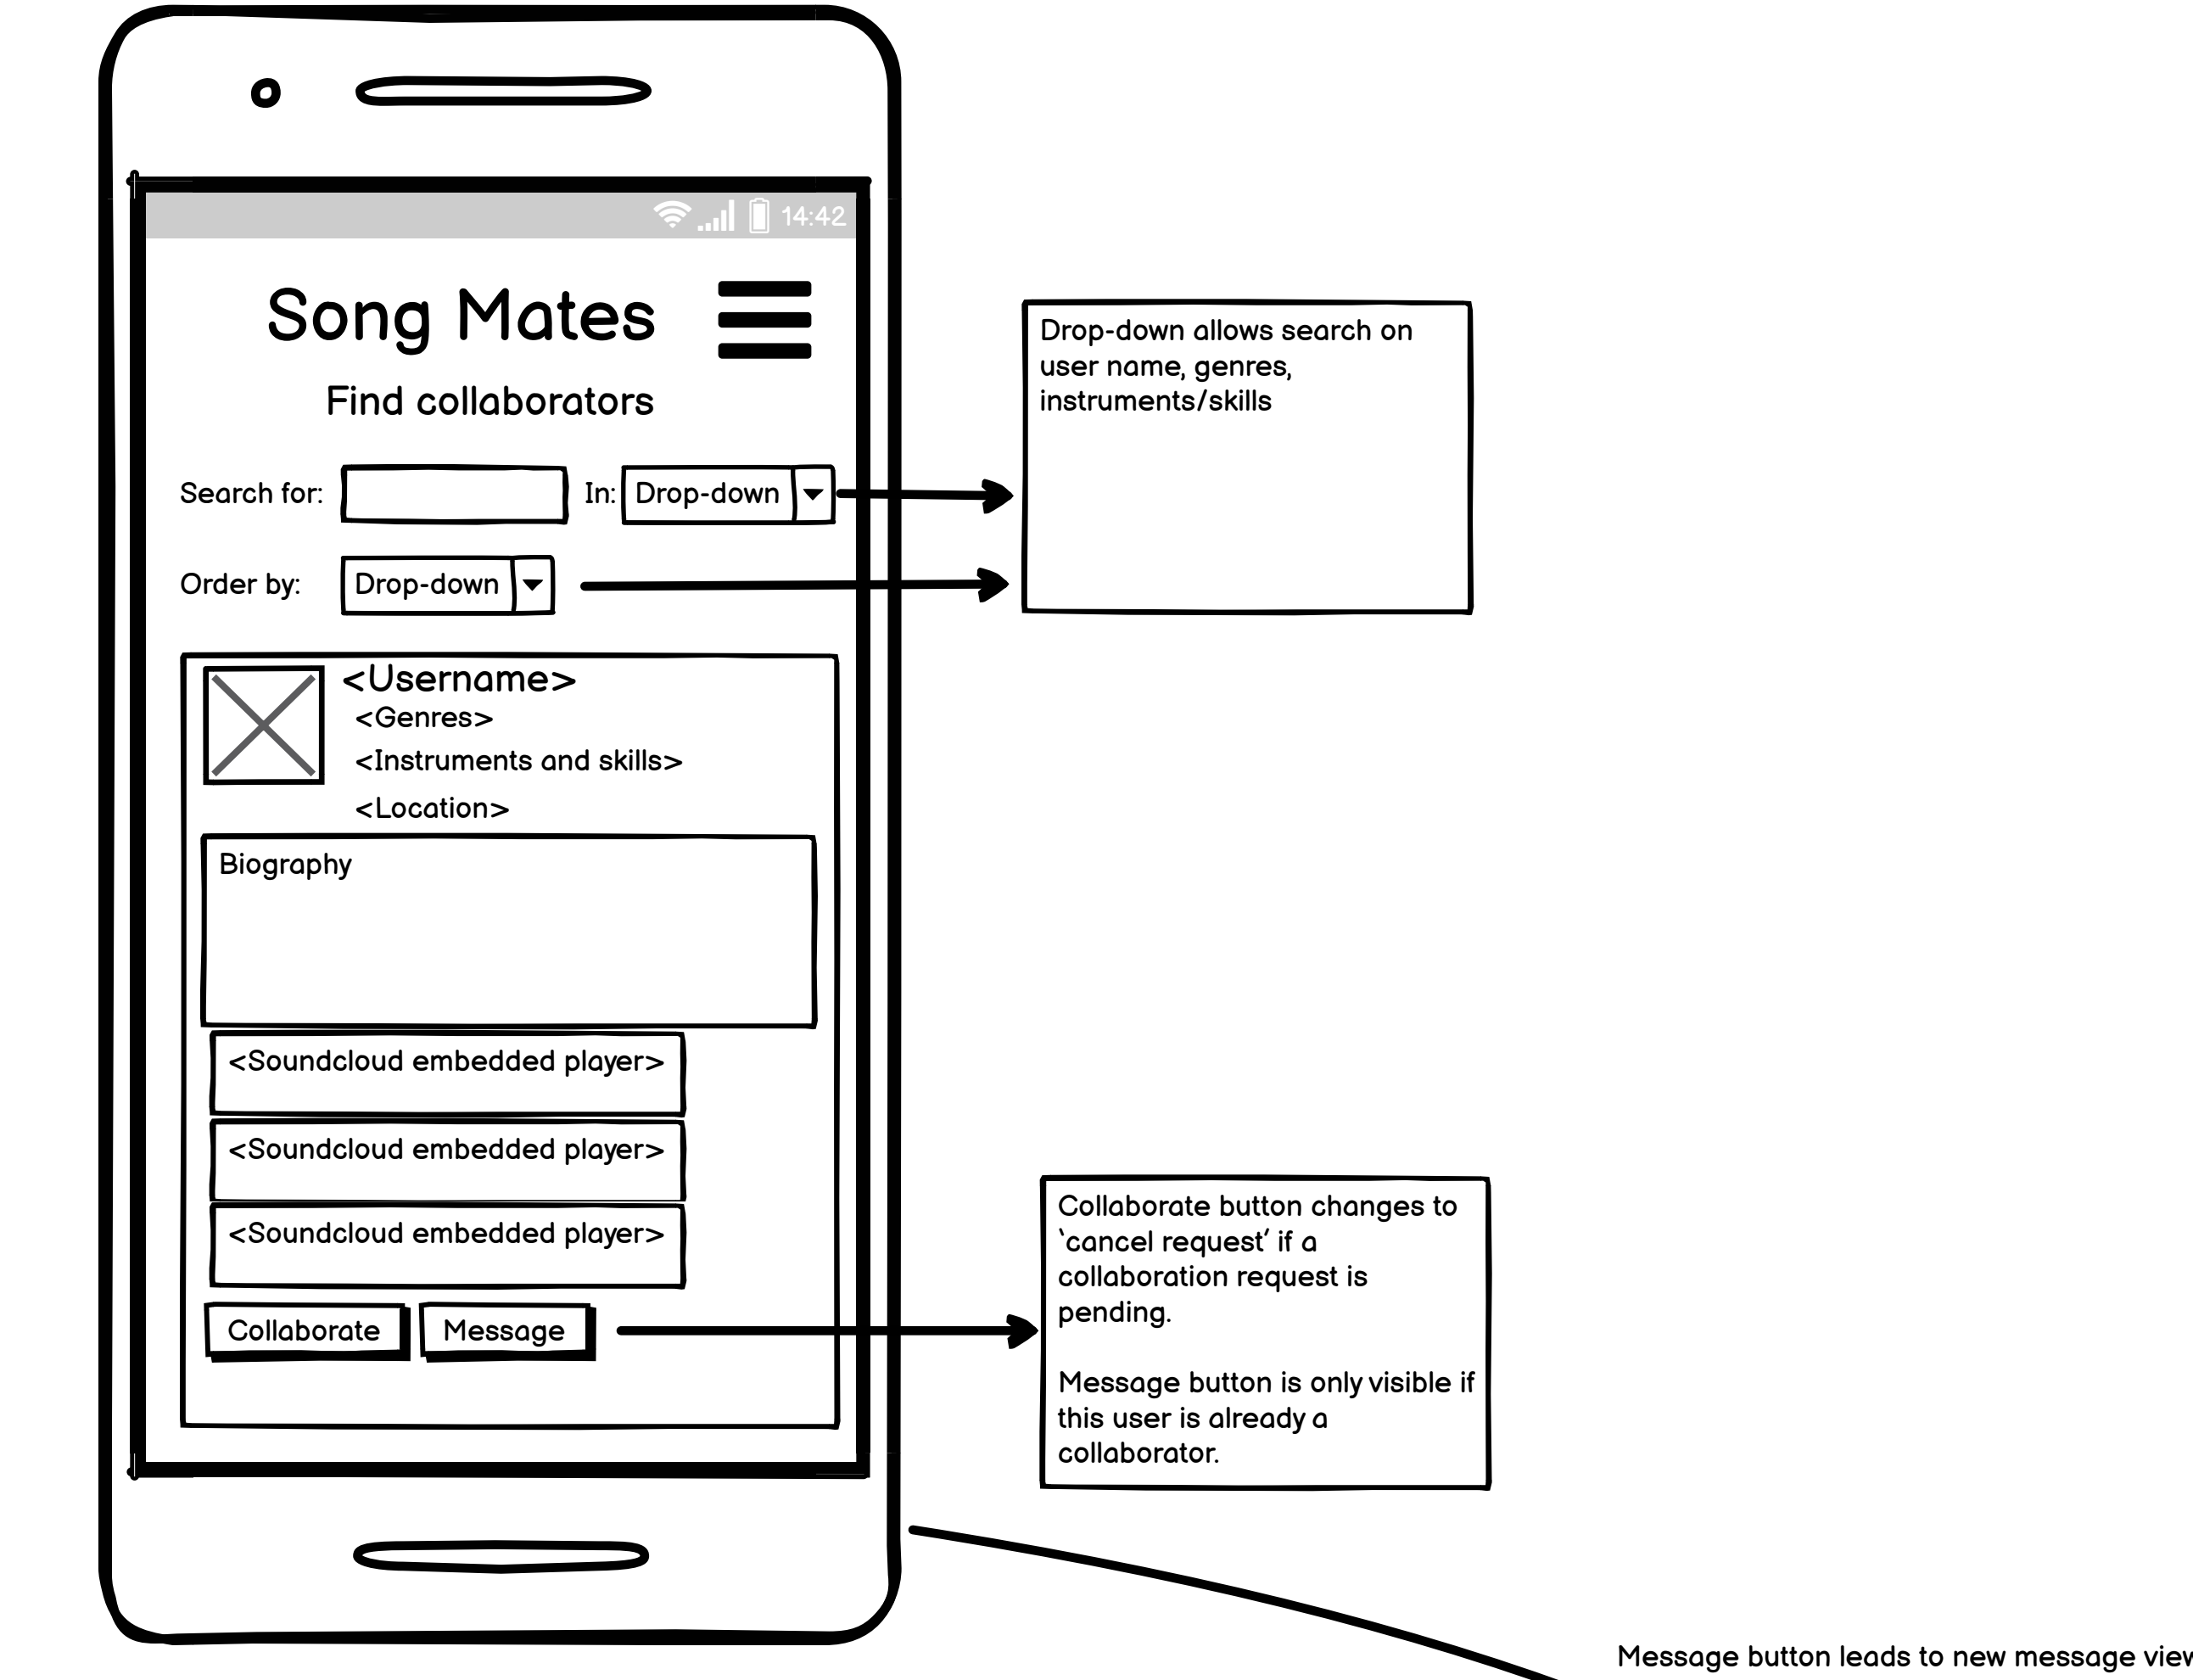 14:42
Song Mates
Find collaborators
Search for:
In: Drop-down
Order by: Drop-down
Drop-down allows search on
user name, genres,
instruments/skills
<Username>
<Genres>
<Instruments and skills>
<Location>
Biography
<Soundcloud embedded player>
<Soundcloud embedded player>
<Soundcloud embedded player>
Collaborate
Message
Collaborate button changes to
‘cancel request’ if a
collaboration request is
pending.
Message button is only visible if
this user is already a
collaborator.
Message button leads to new message view